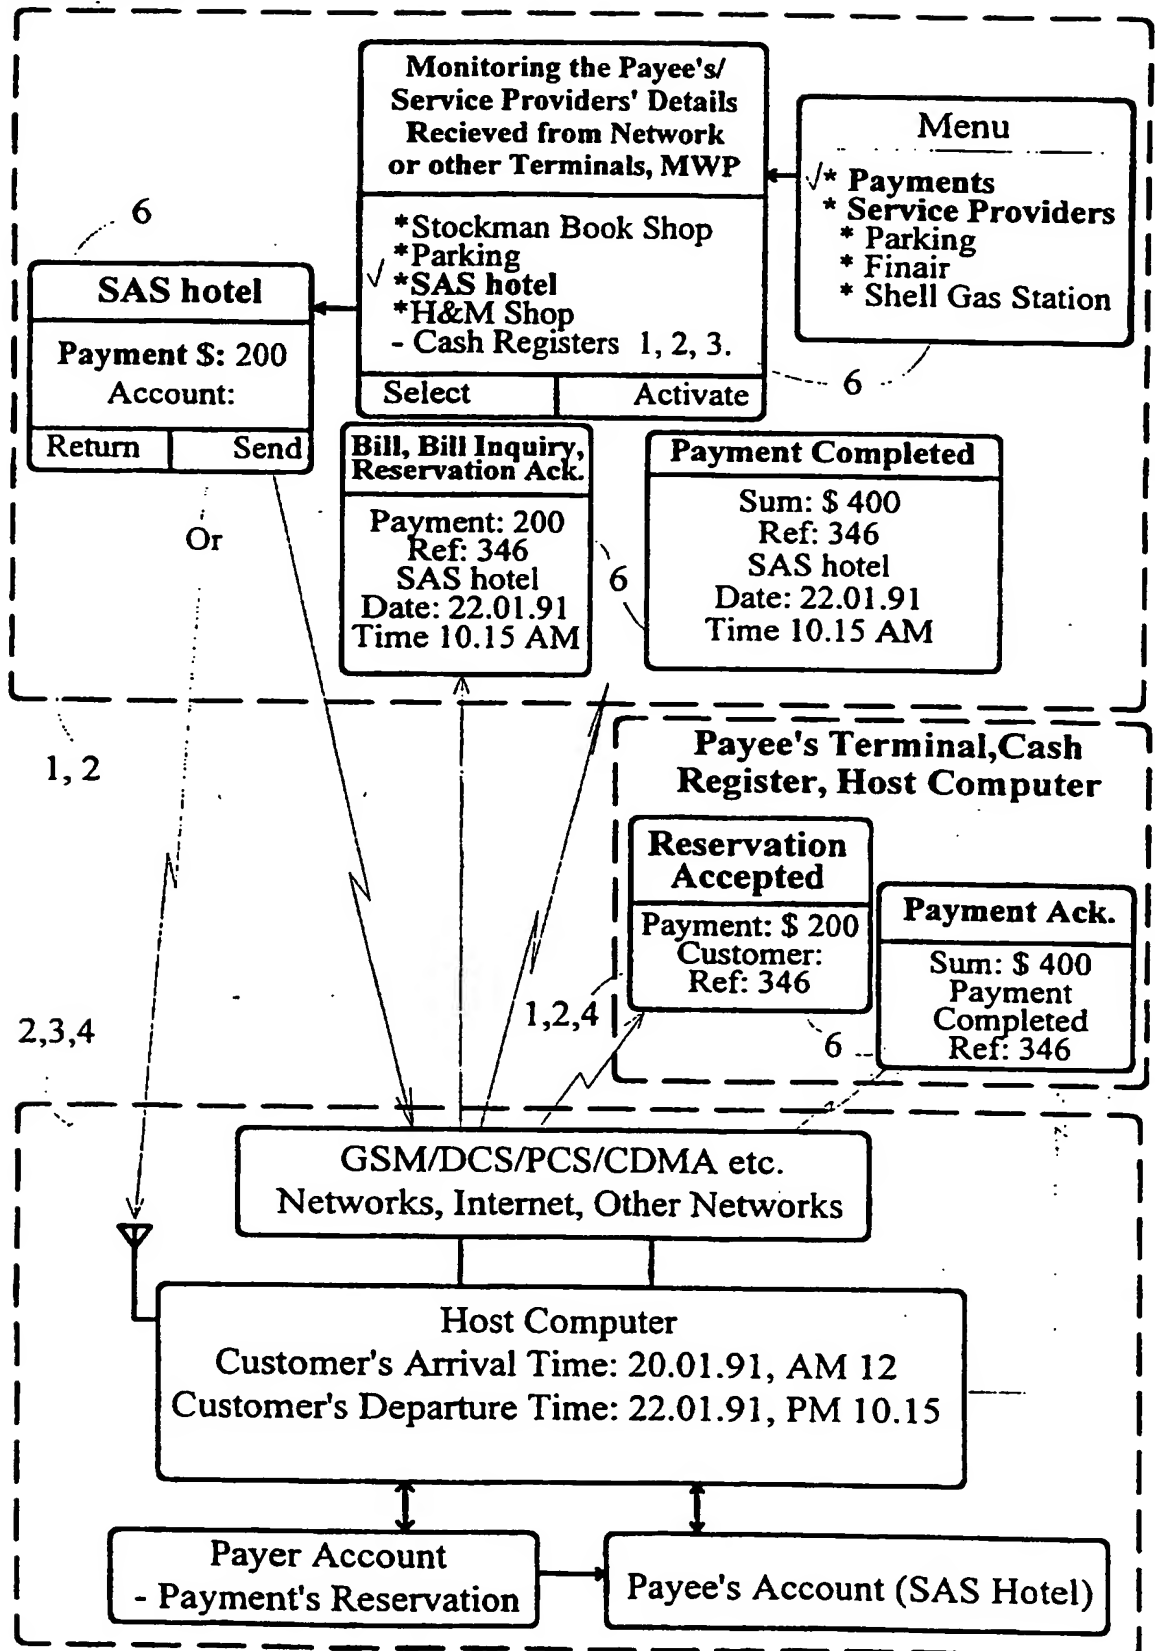 Monitoring the Payee's/
Service Providers' Details
Recieved from Network
or other Terminals, MWP
*Stockman Book Shop
*Parking
√ *SAS hotel
*H&M Shop
- Cash Registers 1, 2, 3.
Select Activate
Menu
√* Payments
* Service Providers
* Parking
* Finair
* Shell Gas Station
6
6
SAS hotel
Payment $: 200
Account:
Return Send
Or
Bill, Bill Inquiry,
Reservation Ack.
Payment: 200
Ref: 346
SAS hotel
Date: 22.01.91
Time 10.15 AM
6
Payment Completed
Sum: $ 400
Ref: 346
SAS hotel
Date: 22.01.91
Time 10.15 AM
1, 2
Payee's Terminal,Cash
Register, Host Computer
Reservation
Accepted
Payment: $ 200
Customer:
Ref: 346
Payment Ack.
Sum: $ 400
Payment
Completed
Ref: 346
1,2,4
6
2,3,4
GSM/DCS/PCS/CDMA etc.
Networks, Internet, Other Networks
Host Computer
Customer's Arrival Time: 20.01.91, AM 12
Customer's Departure Time: 22.01.91, PM 10.15
Payer Account
- Payment's Reservation
Payee's Account (SAS Hotel)